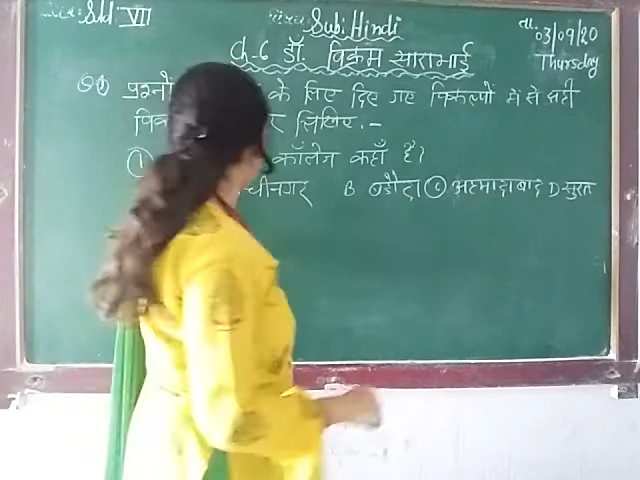 Std VII
विषय: Sub: Hindi
ता. 03/09/20
Thursday
Ch-6 डॉ. विक्रम साराभाई
प्रश्नों के लिए दिए गए विकल्पों में से सही
लिखिए.-
① कॉलेज कहाँ है?
B बडौदा Ⓒ अहमदाबाद D-सुरत